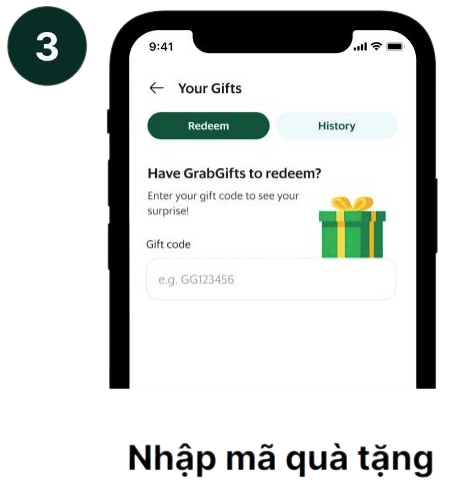 3
9:41
Your Gifts
Redeem
History
Have GrabGifts to redeem?
Enter your gift code to see your
surprise!
Gift code
e.g. GG123456
Nhập mã quà tặng